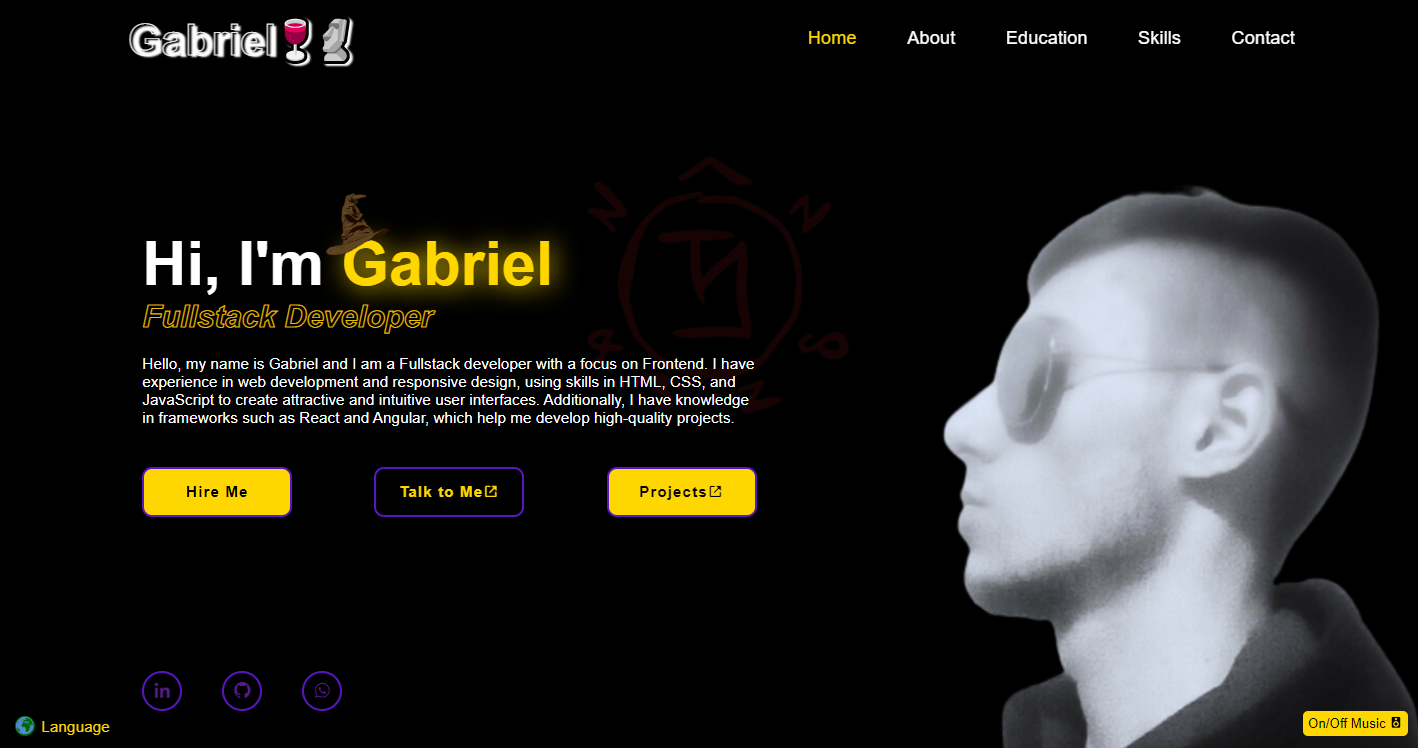 Gabriel🍷🗿
Home About Education Skills Contact
Hi, I'm Gabriel
Fullstack Developer
Hello, my name is Gabriel and I am a Fullstack developer with a focus on Frontend. I have
experience in web development and responsive design, using skills in HTML, CSS, and
JavaScript to create attractive and intuitive user interfaces. Additionally, I have knowledge
in frameworks such as React and Angular, which help me develop high-quality projects.
Hire Me
Talk to Me
Projects
in
Language
On/Off Music